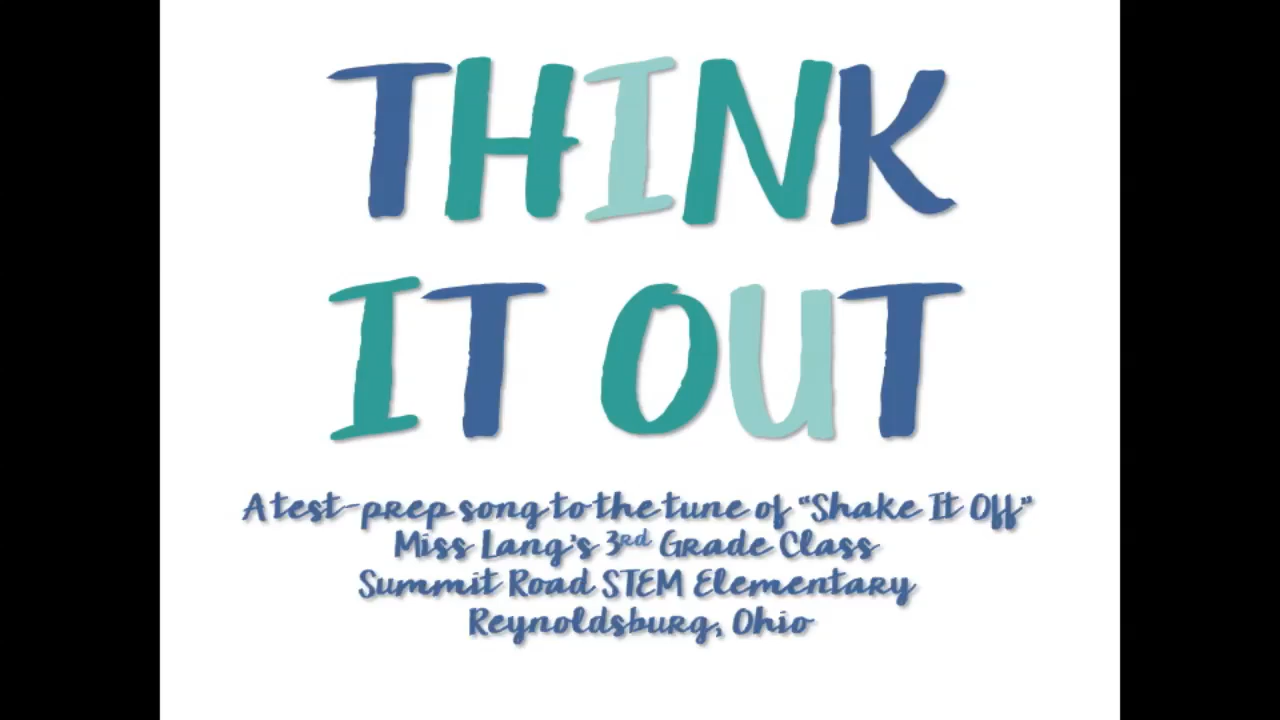 THINK
IT OUT
A test-prep song to the tune of “Shake It Off”
Miss Lang's 3rd Grade Class
Summit Road STEM Elementary
Reynoldsburg, Ohio